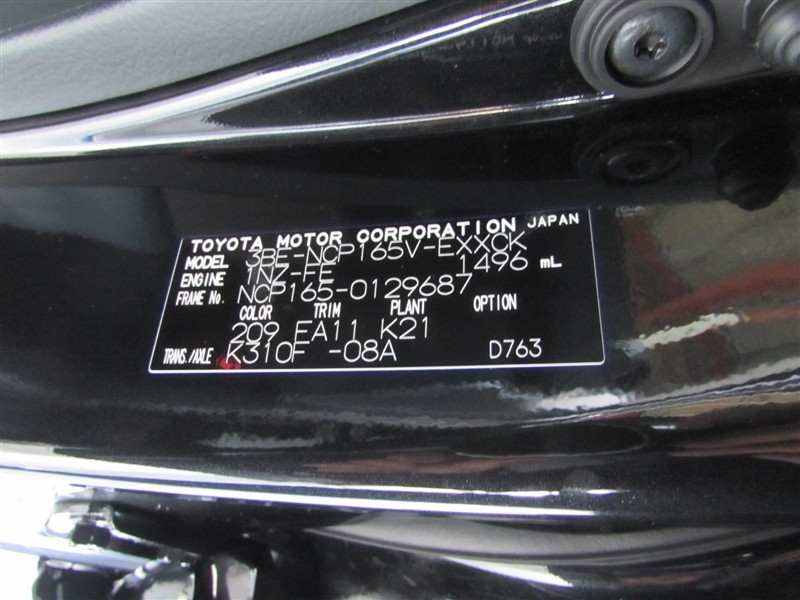 TOYOTA MOTOR CORPORATION JAPAN
MODEL 3BE-NCP165V-EXXCK
ENGINE 1NZ-FE 1496 mL
FRAME No. NCP165-0129687
COLOR TRIM PLANT OPTION
209 FA11 K21
TRANS./AXLE K310F -08A D763